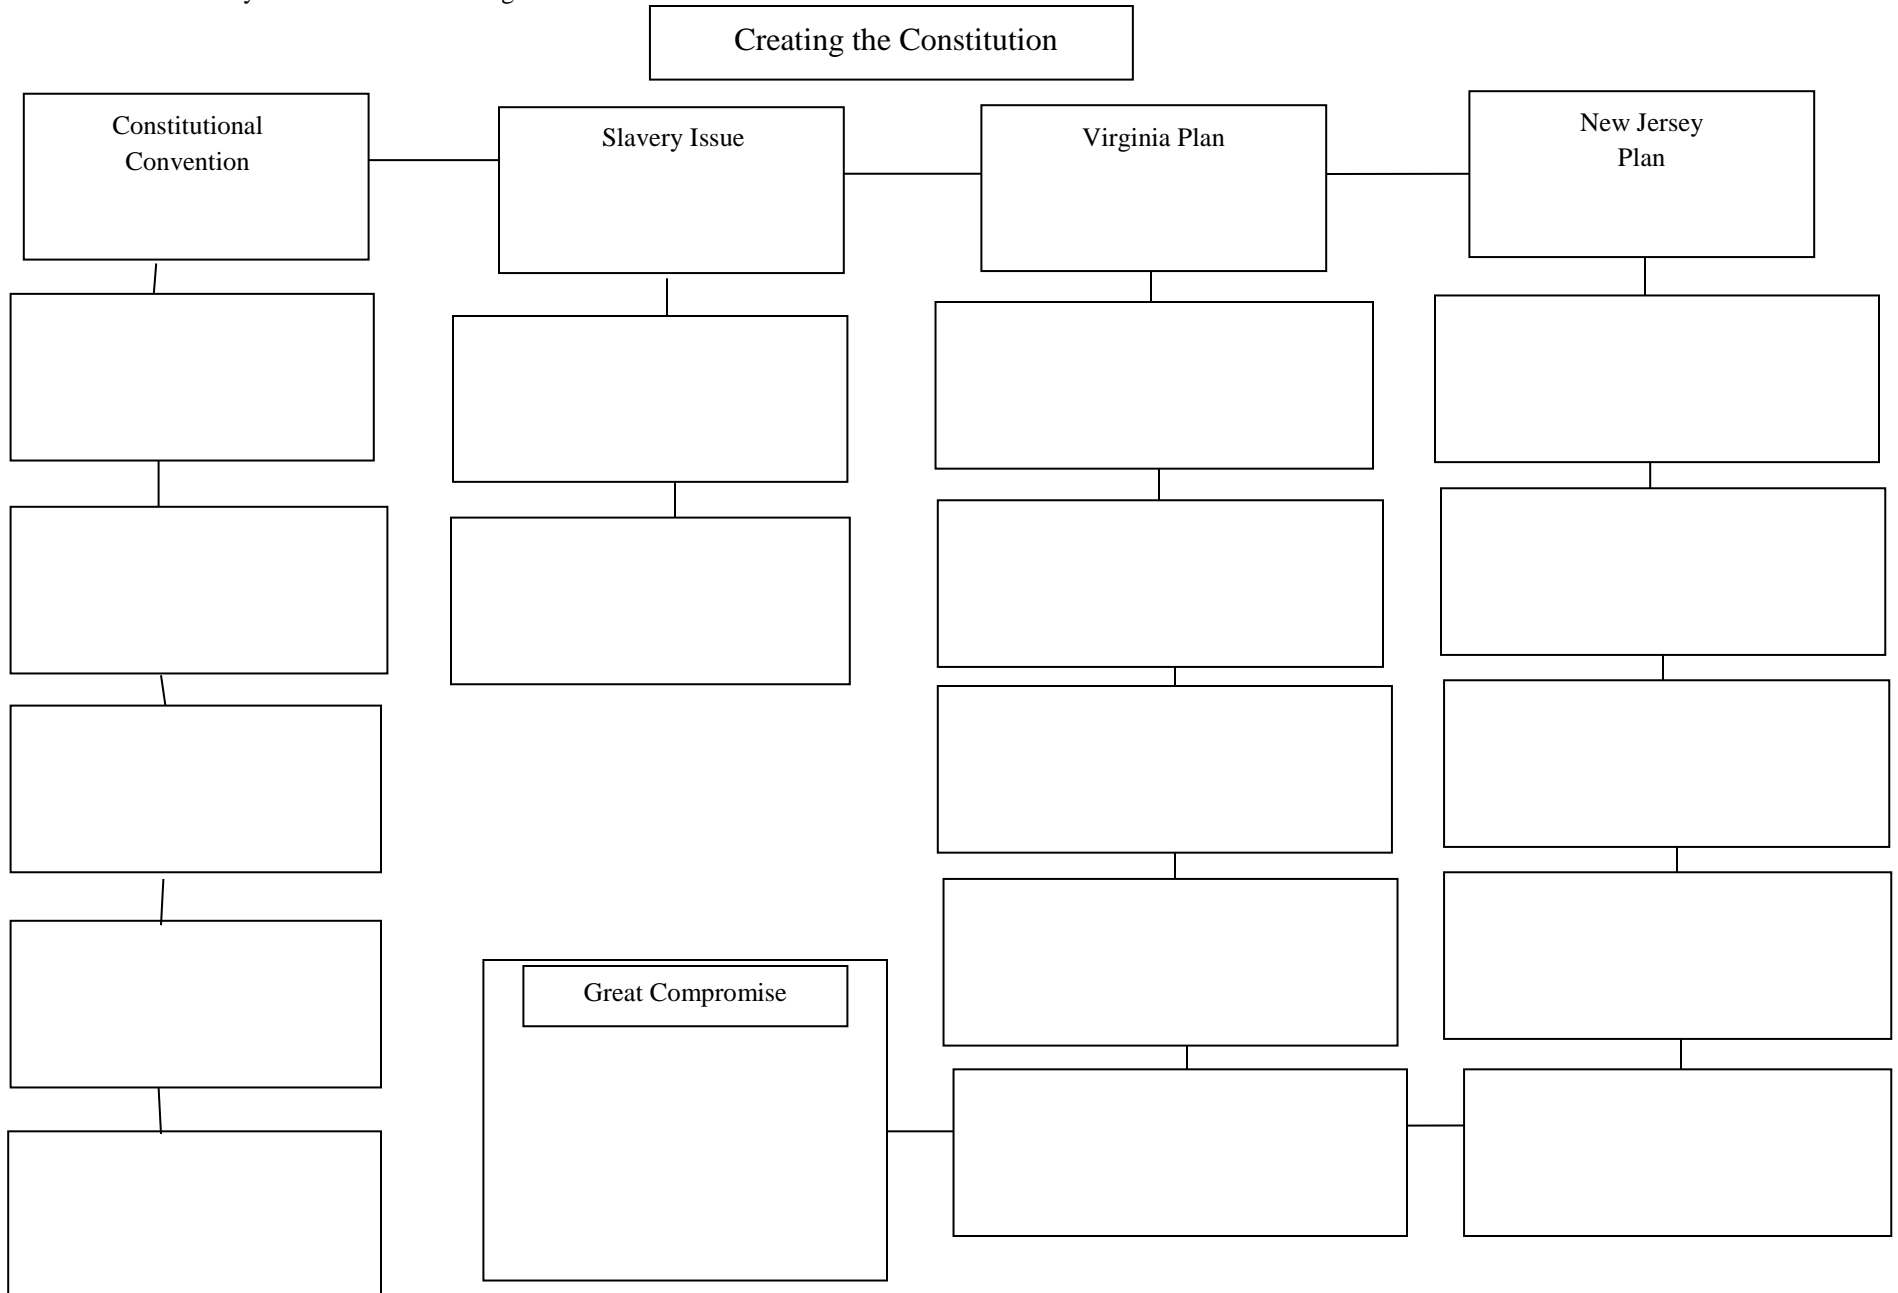 Creating the Constitution
Constitutional
Convention
Slavery Issue
Virginia Plan
New Jersey
Plan
Great Compromise